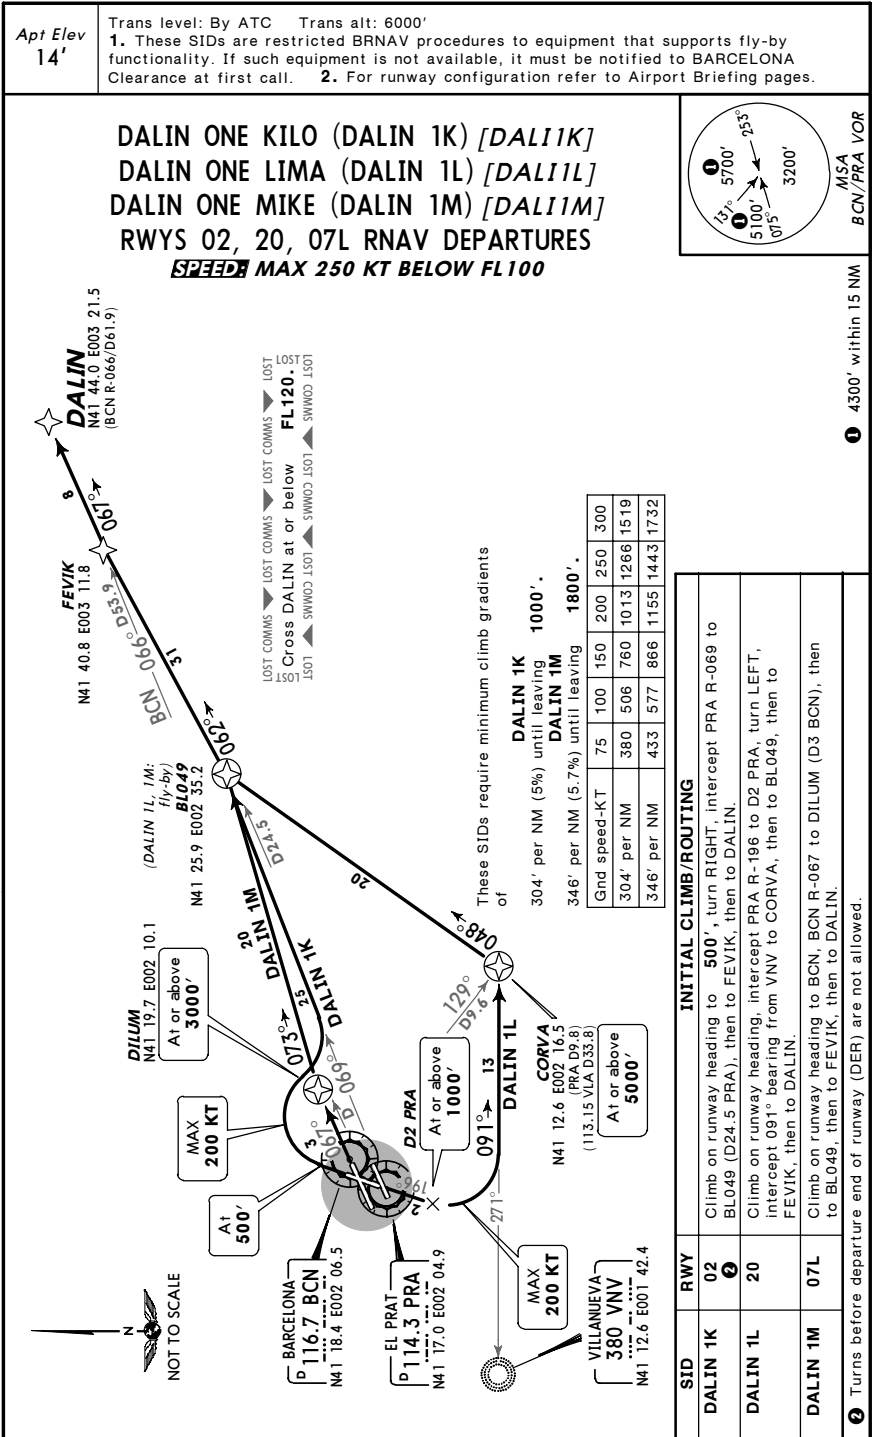 Apt Elev
14'
Trans level: By ATC Trans alt: 6000'
1. These SIDs are restricted BRNAV procedures to equipment that supports fly-by
functionality. If such equipment is not available, it must be notified to BARCELONA
Clearance at first call. 2. For runway configuration refer to Airport Briefing pages.
DALIN ONE KILO (DALIN 1K) [DALI1K]
DALIN ONE LIMA (DALIN 1L) [DALI1L]
DALIN ONE MIKE (DALIN 1M) [DALI1M]
RWYS 02, 20, 07L RNAV DEPARTURES
SPEED: MAX 250 KT BELOW FL100
253°
131°
075°
1 5700'
1 5100'
3200'
MSA
BCN/PRA VOR
1 4300' within 15 NM
DALIN
N41 44.0 E003 21.5
(BCN R-066/D61.9)
8
067°
FEVIK
N41 40.8 E003 11.8
BCN 066° D53.9
31
062°
LOST COMMS LOST COMMS LOST COMMS LOST
LOST
Cross DALIN at or below FL120.
LOST
LOST COMMS LOST COMMS LOST COMMS LOST
(DALIN 1L, 1M:
fly-by)
BL049
N41 25.9 E002 35.2
D24.5
20
DALIN 1M
25
DALIN 1K
20
048°
DILUM
N41 19.7 E002 10.1
At or above
3000'
073°
D 069°
067°
3
MAX
200 KT
At
500'
D2 PRA
At or above
1000'
196°
2
091°
13
DALIN 1L
129°
D9.6
CORVA
N41 12.6 E002 16.5
(PRA D9.8)
(113.15 VLA D33.8)
At or above
5000'
271°
MAX
200 KT
BARCELONA
D 116.7 BCN
N41 18.4 E002 06.5
EL PRAT
D 114.3 PRA
N41 17.0 E002 04.9
VILLANUEVA
380 VNV
N41 12.6 E001 42.4
N
NOT TO SCALE
These SIDs require minimum climb gradients
of
DALIN 1K
304' per NM (5%) until leaving 1000'.
DALIN 1M
346' per NM (5.7%) until leaving 1800'.
Gnd speed-KT 75 100 150 200 250 300
304' per NM 380 506 760 1013 1266 1519
346' per NM 433 577 866 1155 1443 1732
SID RWY INITIAL CLIMB/ROUTING
DALIN 1K 02 2 Climb on runway heading to 500', turn RIGHT, intercept PRA R-069 to
BL049 (D24.5 PRA), then to FEVIK, then to DALIN.
DALIN 1L 20 Climb on runway heading, intercept PRA R-196 to D2 PRA, turn LEFT,
intercept 091° bearing from VNV to CORVA, then to BL049, then to
FEVIK, then to DALIN.
DALIN 1M 07L Climb on runway heading to BCN, BCN R-067 to DILUM (D3 BCN), then
to BL049, then to FEVIK, then to DALIN.
2 Turns before departure end of runway (DER) are not allowed.